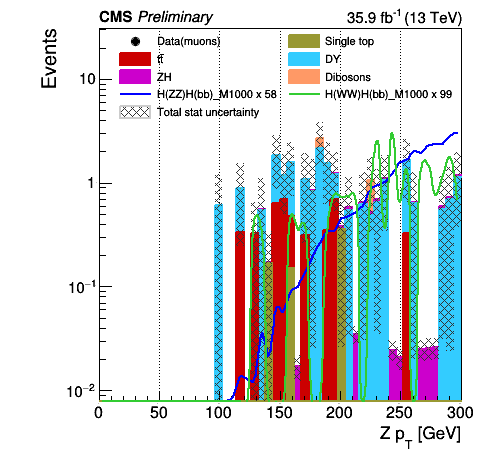 CMS Preliminary 35.9 fb⁻¹ (13 TeV)
Events
Data(muons) Single top
tt̄ DY
ZH Dibosons
H(ZZ)H(bb)_M1000 x 58 H(WW)H(bb)_M1000 x 99
Total stat uncertainty
10
1
10⁻¹
10⁻²
0 50 100 150 200 250 300
Z p_T [GeV]